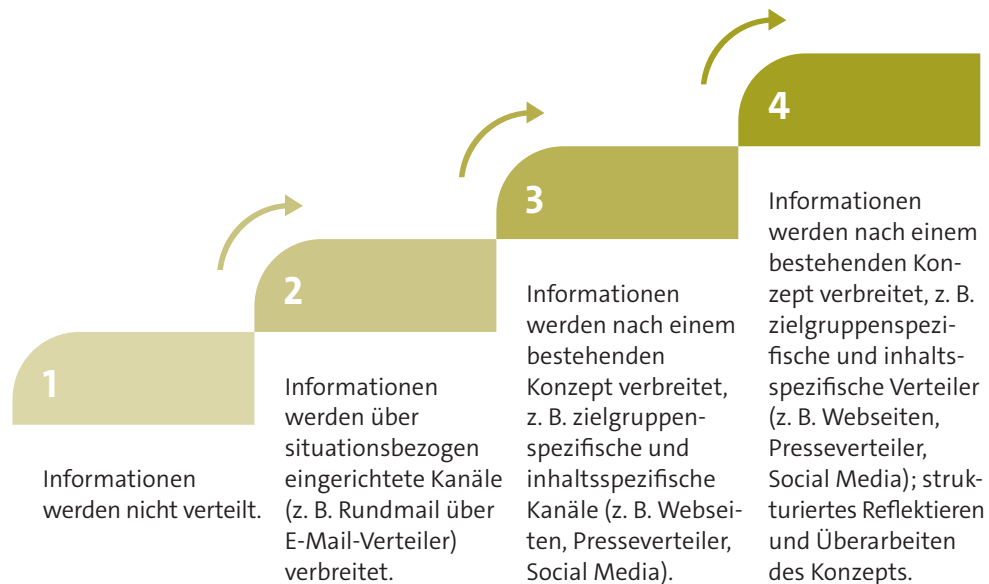 1
Informationen
werden nicht verteilt.
2
Informationen
werden über
situationsbezogen
eingerichtete Kanäle
(z. B. Rundmail über
E-Mail-Verteiler)
verbreitet.
3
Informationen
werden nach einem
bestehenden
Konzept verbreitet,
z. B. zielgruppen-
spezifische und
inhaltsspezifische
Kanäle (z. B. Websei-
ten, Presseverteiler,
Social Media).
4
Informationen
werden nach einem
bestehenden Kon-
zept verbreitet, z. B.
zielgruppenspezi-
fische und inhalts-
spezifische Verteiler
(z. B. Webseiten,
Presseverteiler,
Social Media); struk-
turiertes Reflektieren
und Überarbeiten
des Konzepts.